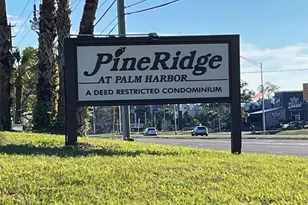 PineRidge
AT PALM HARBOR
A DEED RESTRICTED CONDOMINIUM